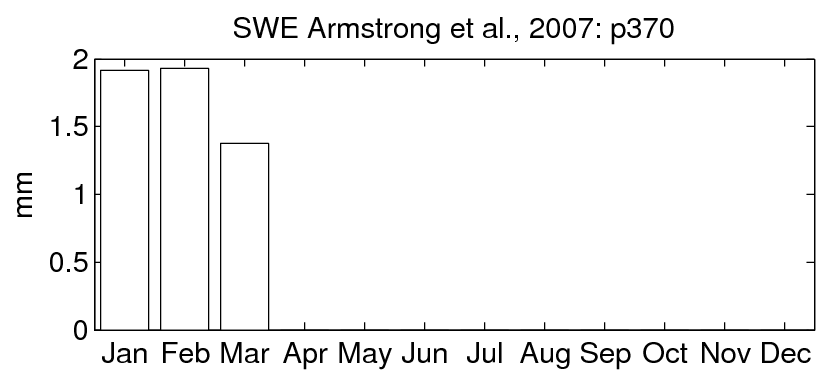 SWE Armstrong et al., 2007: p370
2
1.5
1
0.5
0
mm
Jan Feb Mar Apr May Jun Jul Aug Sep Oct Nov Dec